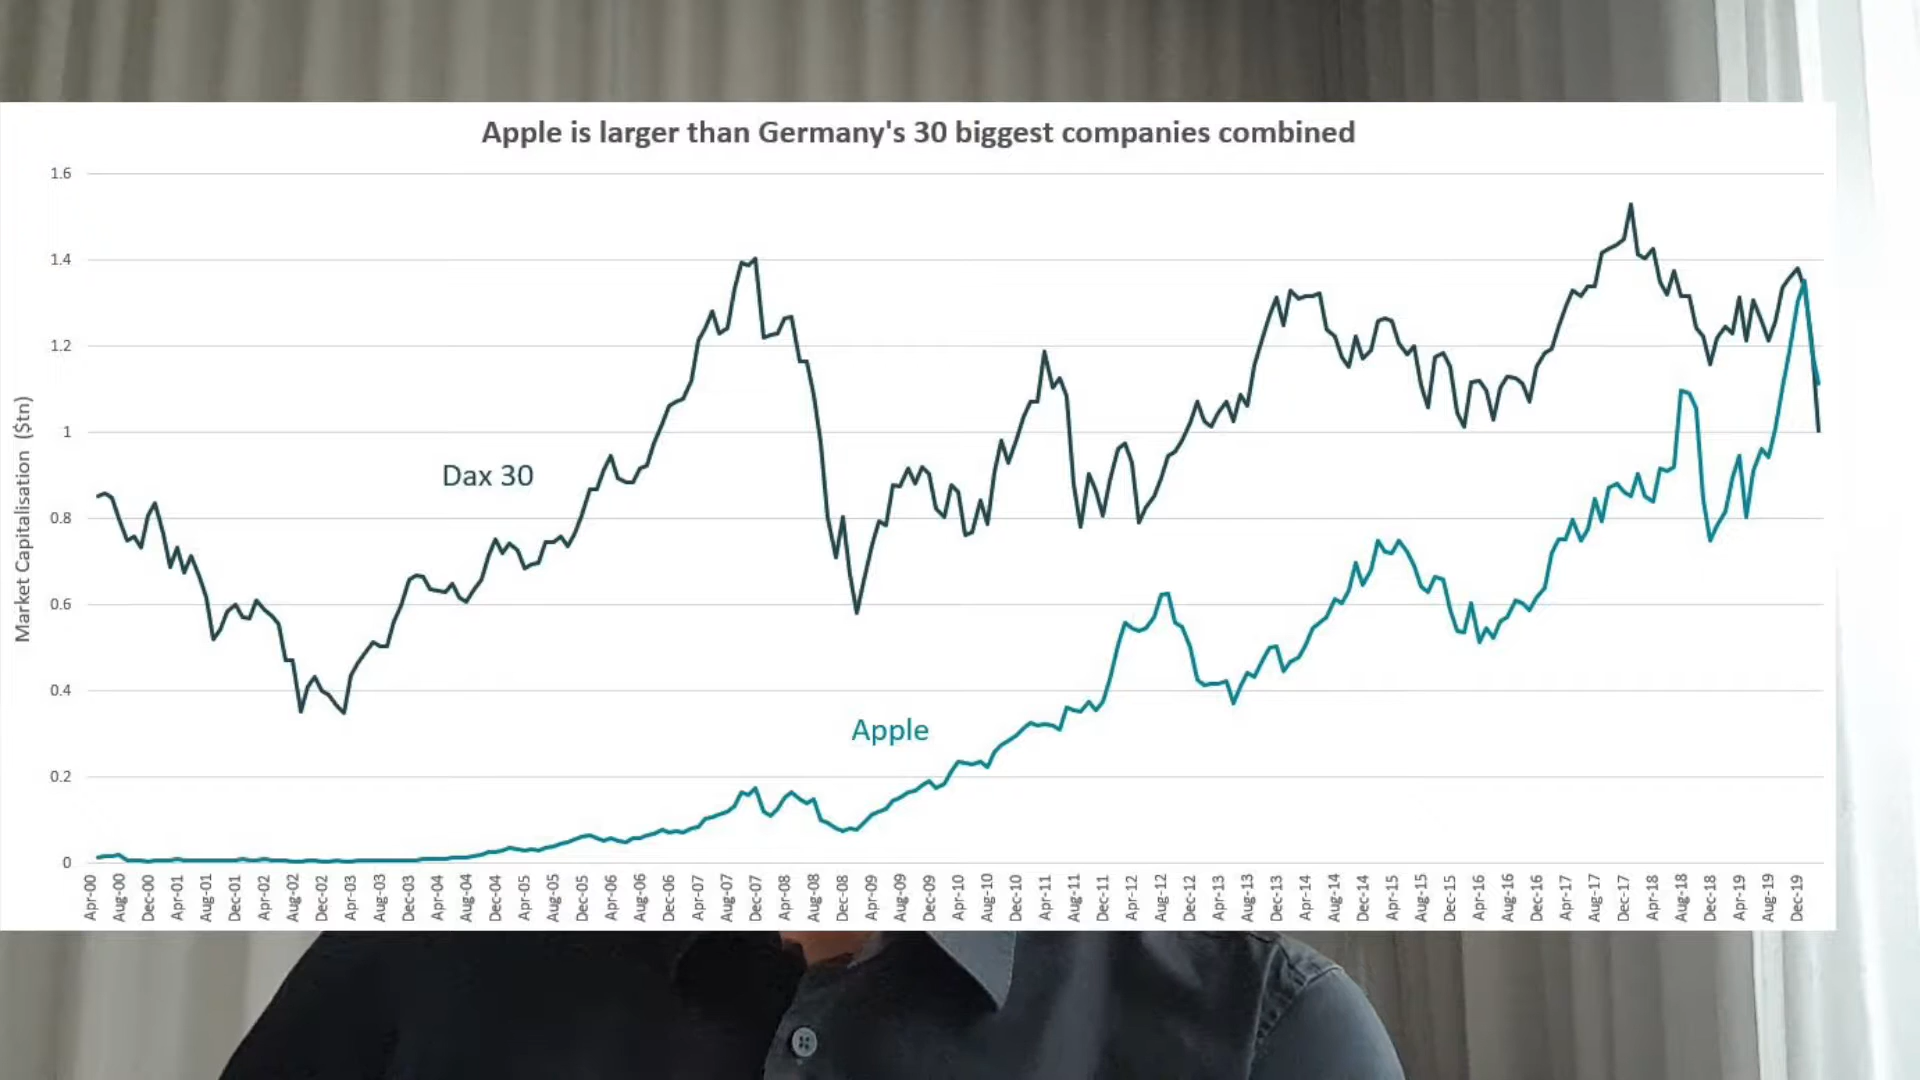 Apple is larger than Germany's 30 biggest companies combined
1.6
1.4
1.2
1
0.8
0.6
0.4
0.2
0
Market Capitalisation ($tn)
Dax 30
Apple
Apr-00
Aug-00
Dec-00
Apr-01
Aug-01
Dec-01
Apr-02
Aug-02
Dec-02
Apr-03
Aug-03
Dec-03
Apr-04
Aug-04
Dec-04
Apr-05
Aug-05
Dec-05
Apr-06
Aug-06
Dec-06
Apr-07
Aug-07
Dec-07
Apr-08
Aug-08
Dec-08
Apr-09
Aug-09
Dec-09
Apr-10
Aug-10
Dec-10
Apr-11
Aug-11
Dec-11
Apr-12
Aug-12
Dec-12
Apr-13
Aug-13
Dec-13
Apr-14
Aug-14
Dec-14
Apr-15
Aug-15
Dec-15
Apr-16
Aug-16
Dec-16
Apr-17
Aug-17
Dec-17
Apr-18
Aug-18
Dec-18
Apr-19
Aug-19
Dec-19